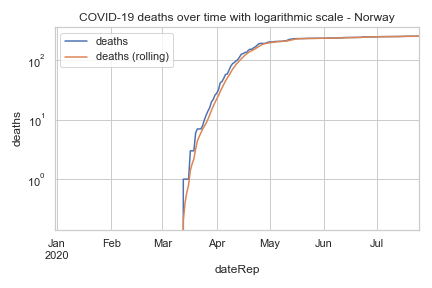 COVID-19 deaths over time with logarithmic scale - Norway
deaths
deaths (rolling)
10²
10¹
10⁰
deaths
Jan Feb Mar Apr May Jun Jul
2020
dateRep